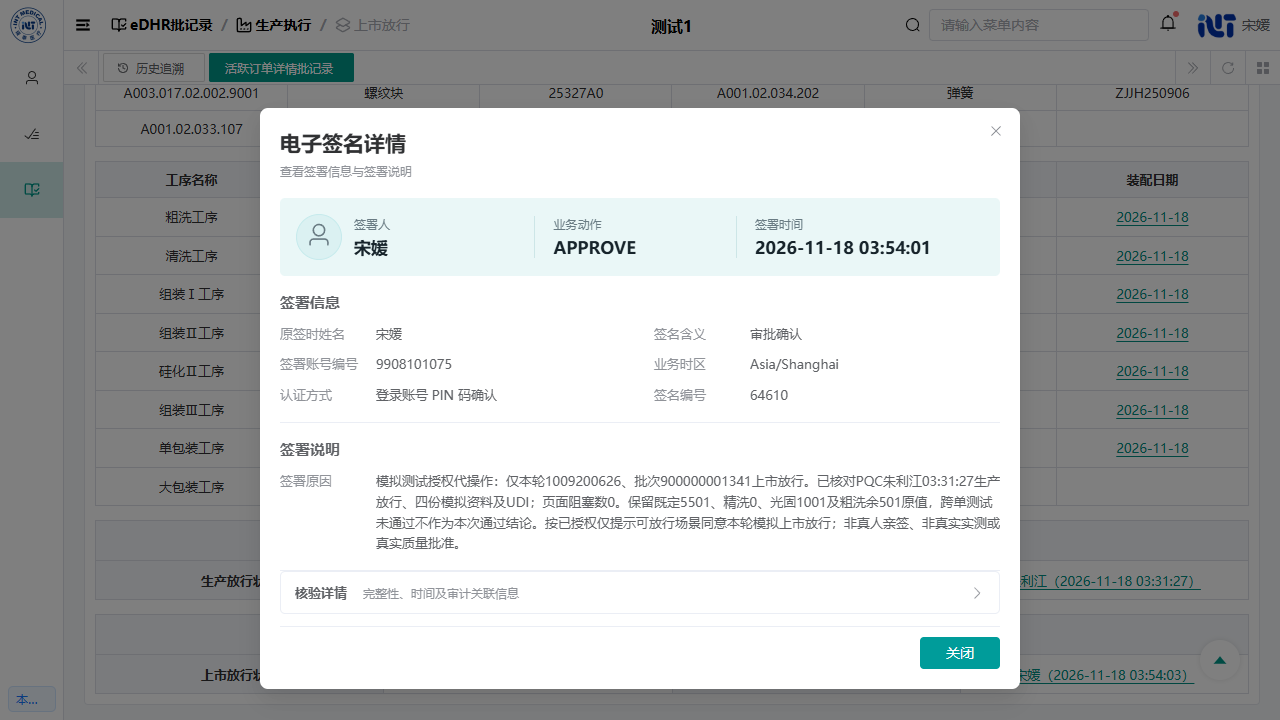 eDHR批记录 / 生产执行 / 上市放行
测试1
请输入菜单内容
宋媛
历史追溯
活跃订单详情批记录
A003.017.02.002.9001 螺纹块 25327A0 A001.02.034.202 弹簧 ZJJH250906
A001.02.033.107
工序名称 装配日期
粗洗工序 2026-11-18
清洗工序 2026-11-18
组装Ⅰ工序 2026-11-18
组装Ⅱ工序 2026-11-18
硅化Ⅱ工序 2026-11-18
组装Ⅲ工序 2026-11-18
单包装工序 2026-11-18
大包装工序
生产放行状
利江（2026-11-18 03:31:27）
上市放行状
宋媛（2026-11-18 03:54:03）
本...
电子签名详情
查看签署信息与签署说明
签署人
宋媛
业务动作
APPROVE
签署时间
2026-11-18 03:54:01
签署信息
原签时姓名 宋媛 签名含义 审批确认
签署账号编号 9908101075 业务时区 Asia/Shanghai
认证方式 登录账号 PIN 码确认 签名编号 64610
签署说明
签署原因 模拟测试授权代操作：仅本轮1009200626、批次900000001341上市放行。已核对PQC朱利江03:31:27生产
放行、四份模拟资料及UDI；页面阻塞数0。保留既定5501、精洗0、光固1001及粗洗余501原值，跨单测试
未通过不作为本次通过结论。按已授权仅提示可放行场景同意本轮模拟上市放行；非真人亲签、非真实实测或
真实质量批准。
核验详情 完整性、时间及审计关联信息
关闭